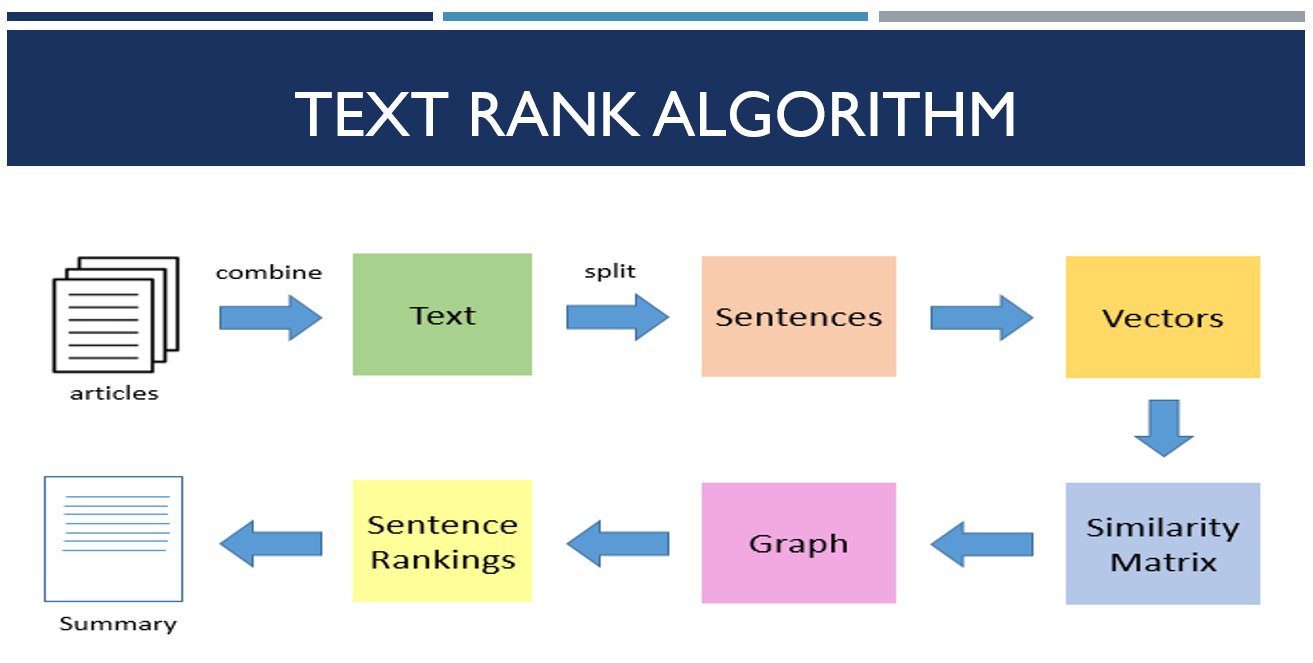 TEXT RANK ALGORITHM
articles
combine
Text
split
Sentences
Vectors
Similarity
Matrix
Graph
Sentence
Rankings
Summary